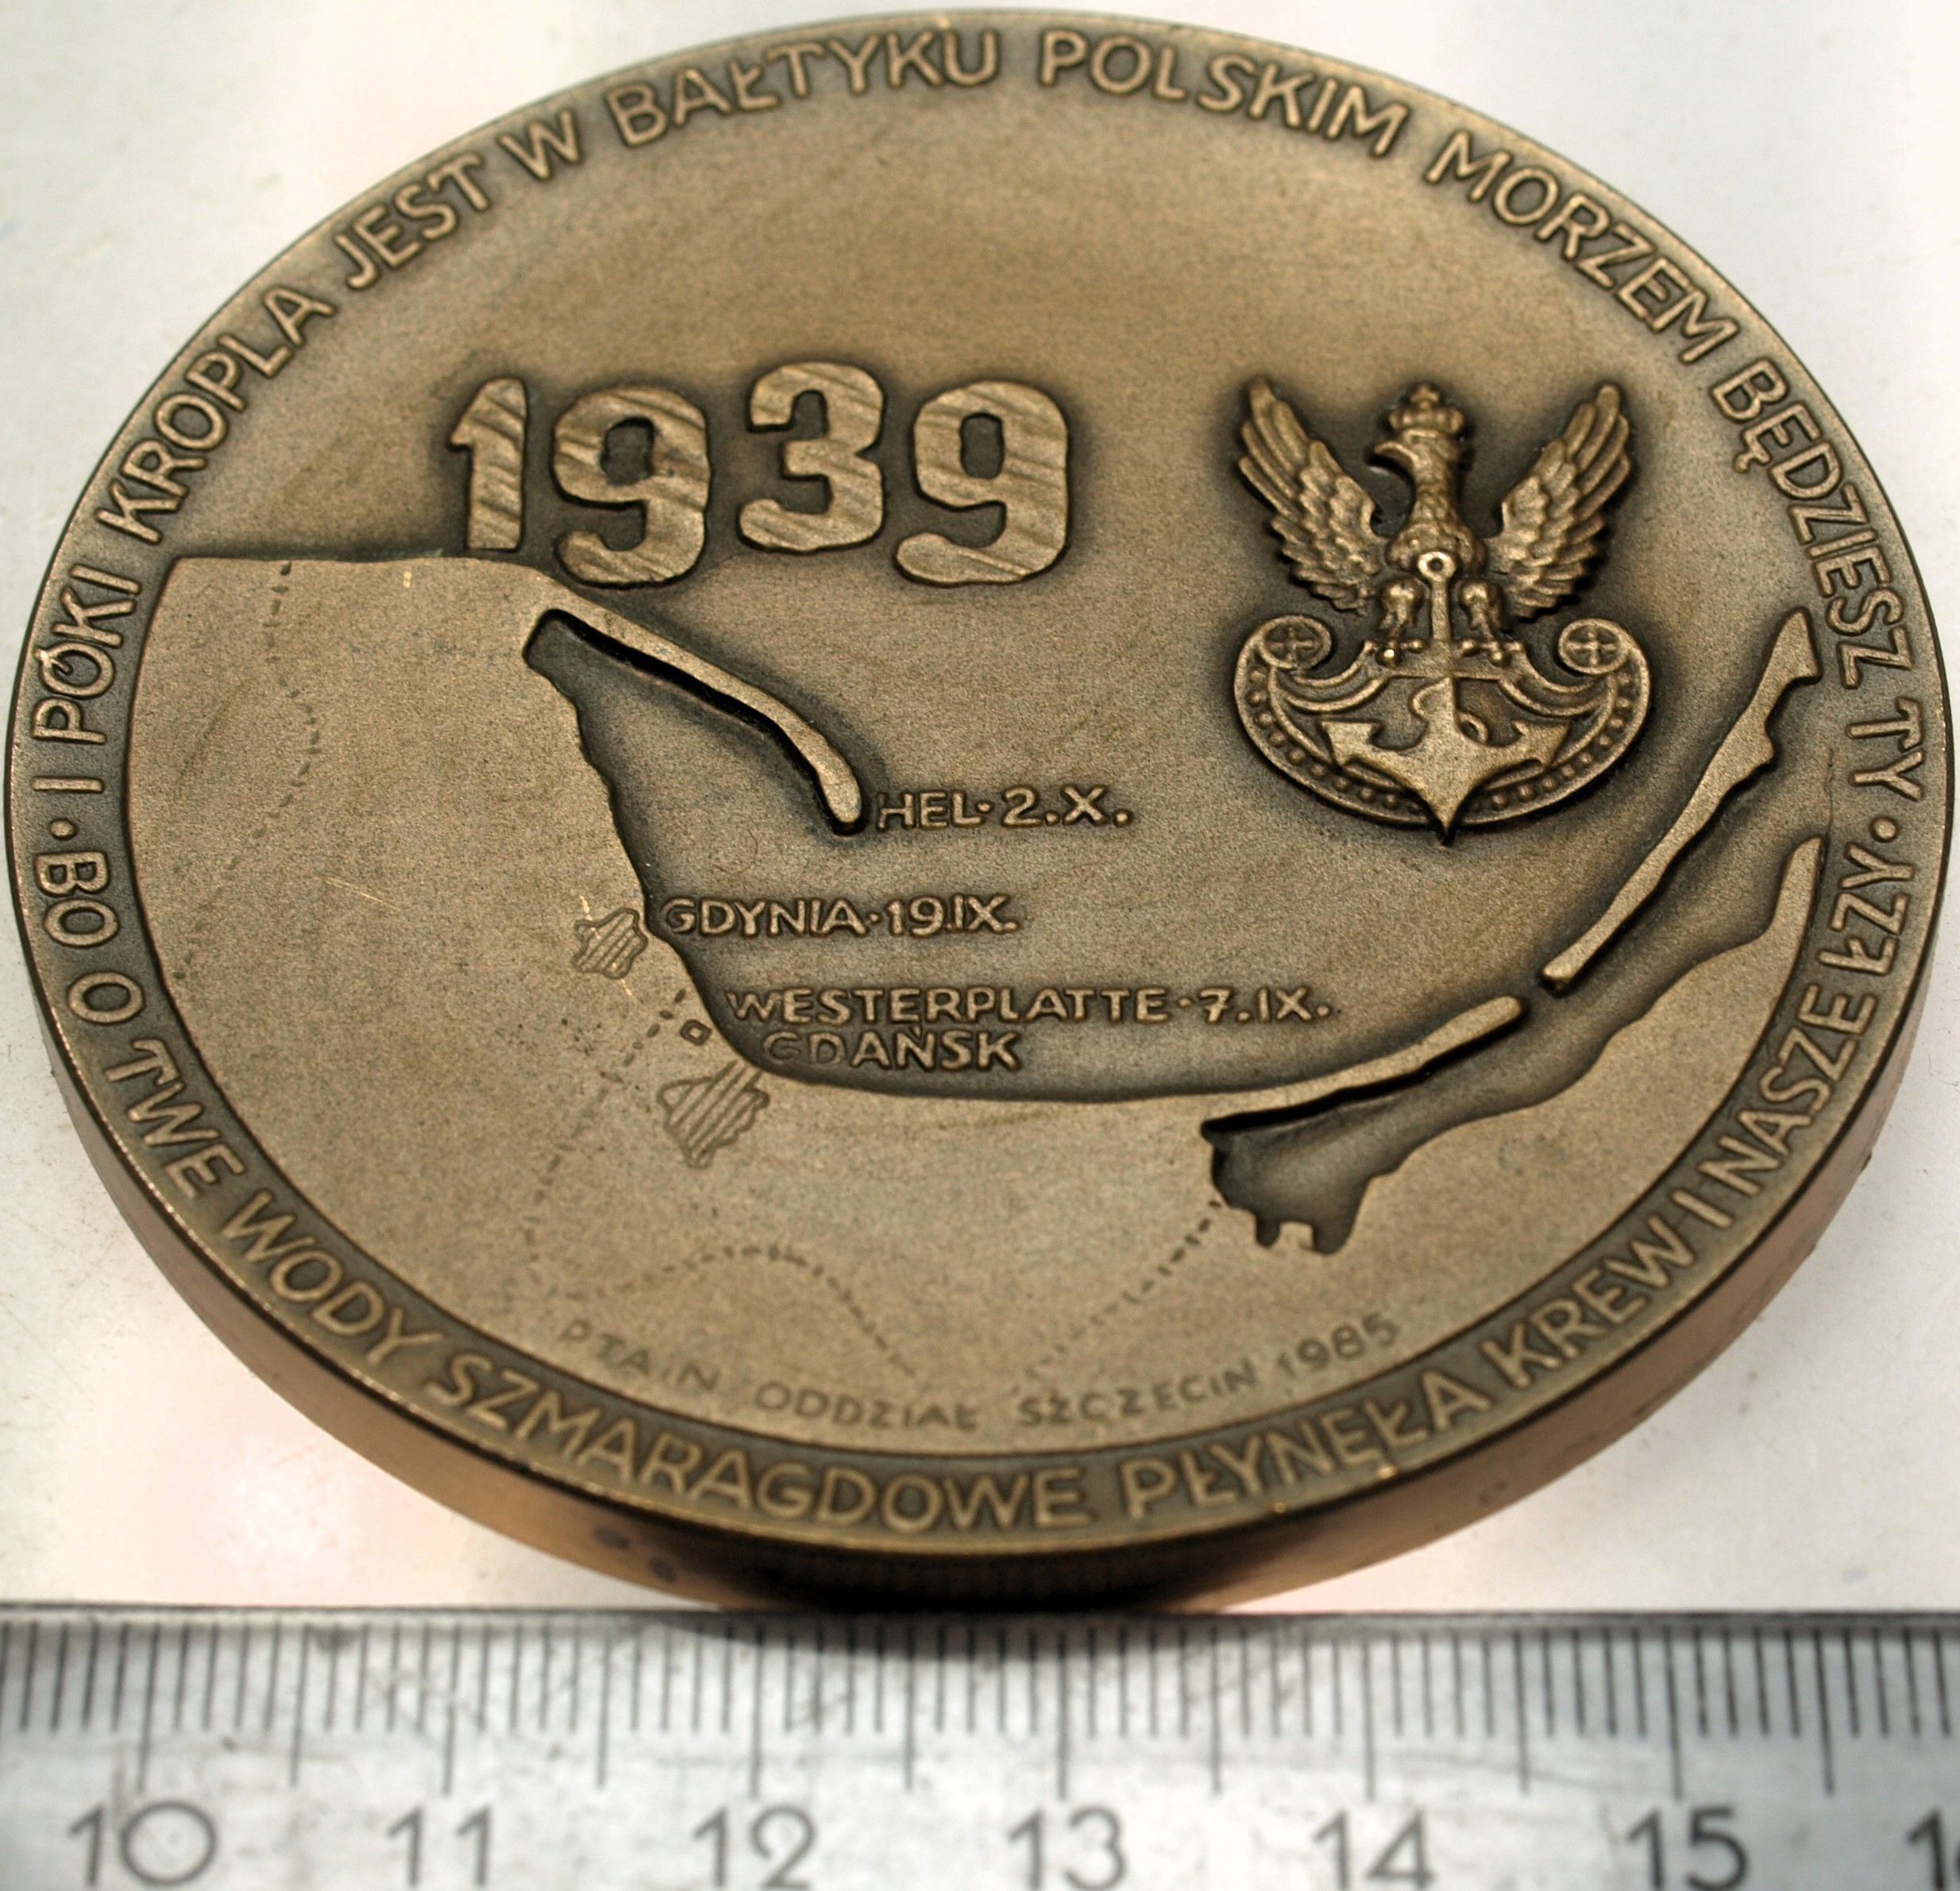 I PÓKI KROPLA JEST W BAŁTYKU POLSKIM MORZEM BĘDZIESZ TY ·
BO O TWE WODY SZMARAGDOWE PŁYNĘŁA KREW I NASZE ŁZY ·
1939
HEL · 2.X.
GDYNIA · 19.IX.
WESTERPLATTE · 7.IX.
GDAŃSK
PTAiN ODDZIAŁ SZCZECIN 1985
10 11 12 13 14 15